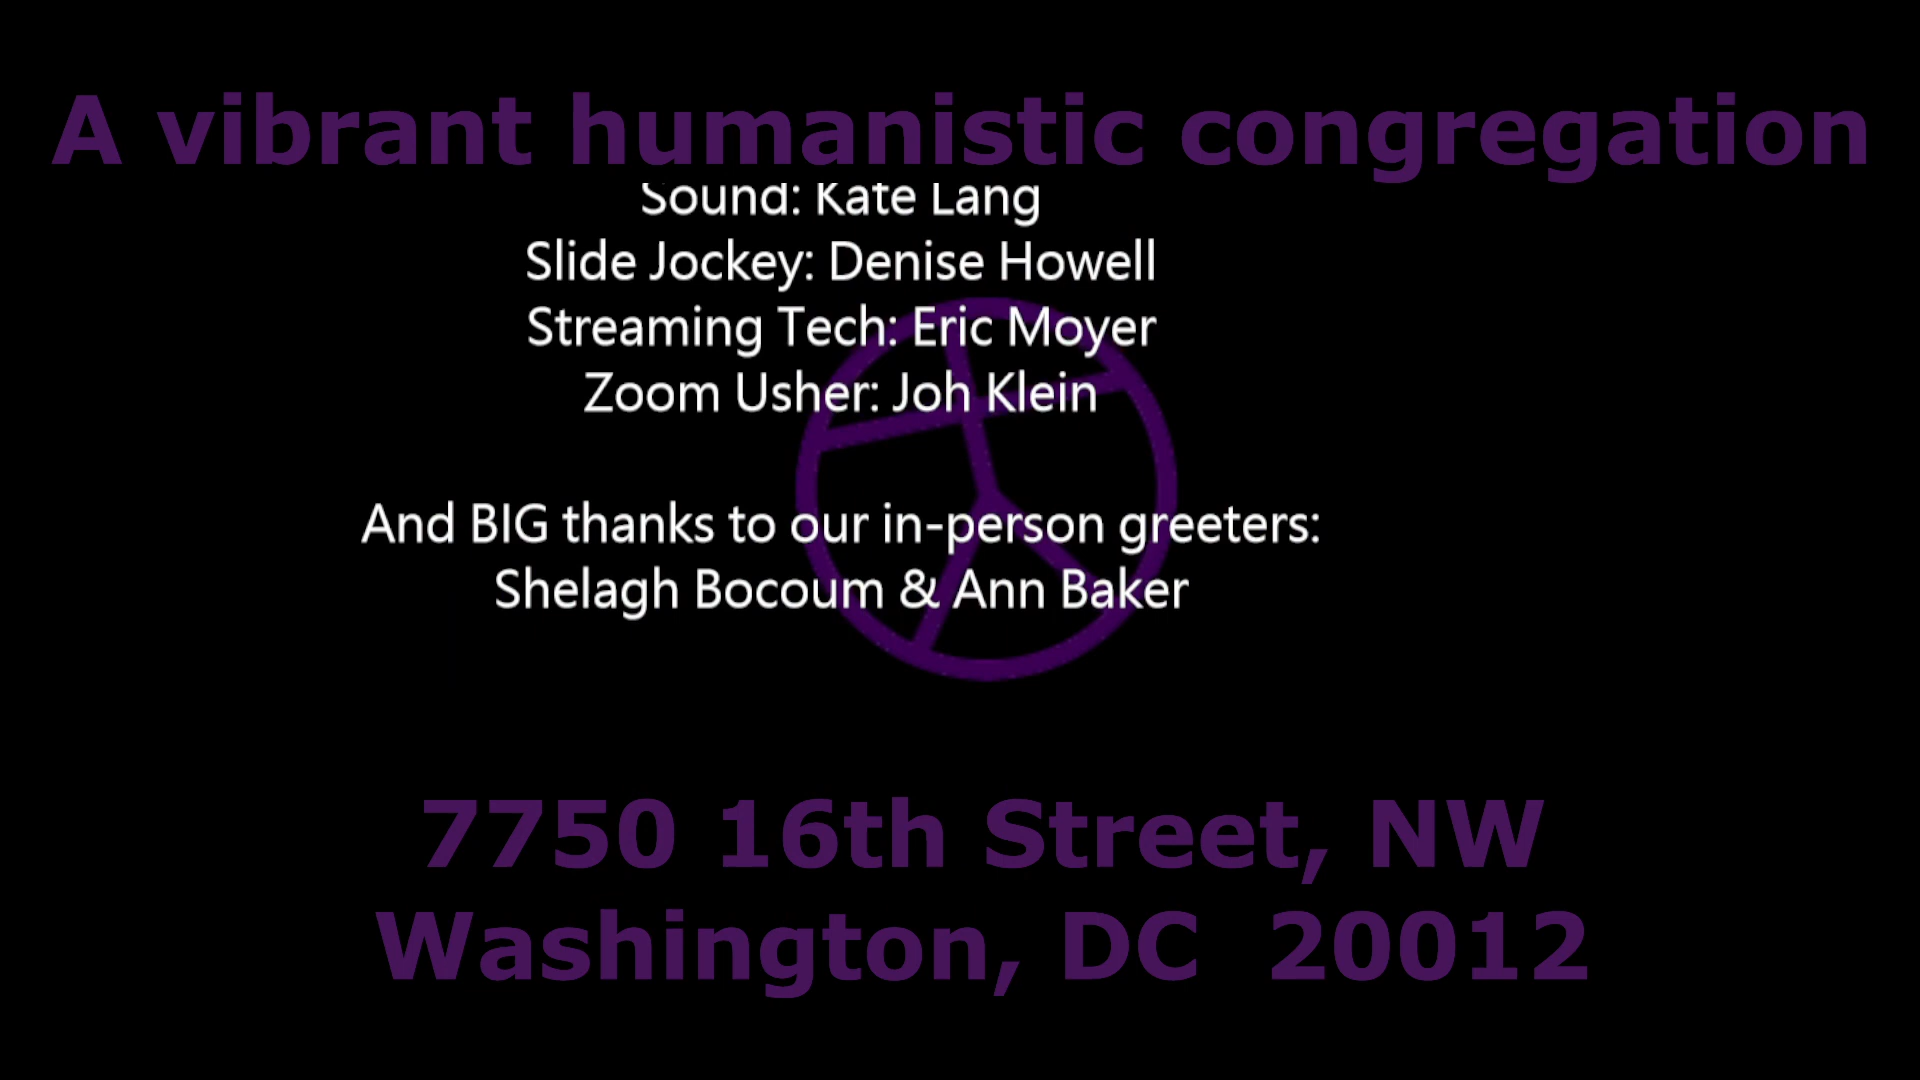 A vibrant humanistic congregation
Sound: Kate Lang
Slide Jockey: Denise Howell
Streaming Tech: Eric Moyer
Zoom Usher: Joh Klein
And BIG thanks to our in-person greeters:
Shelagh Bocoum & Ann Baker
7750 16th Street, NW
Washington, DC  20012